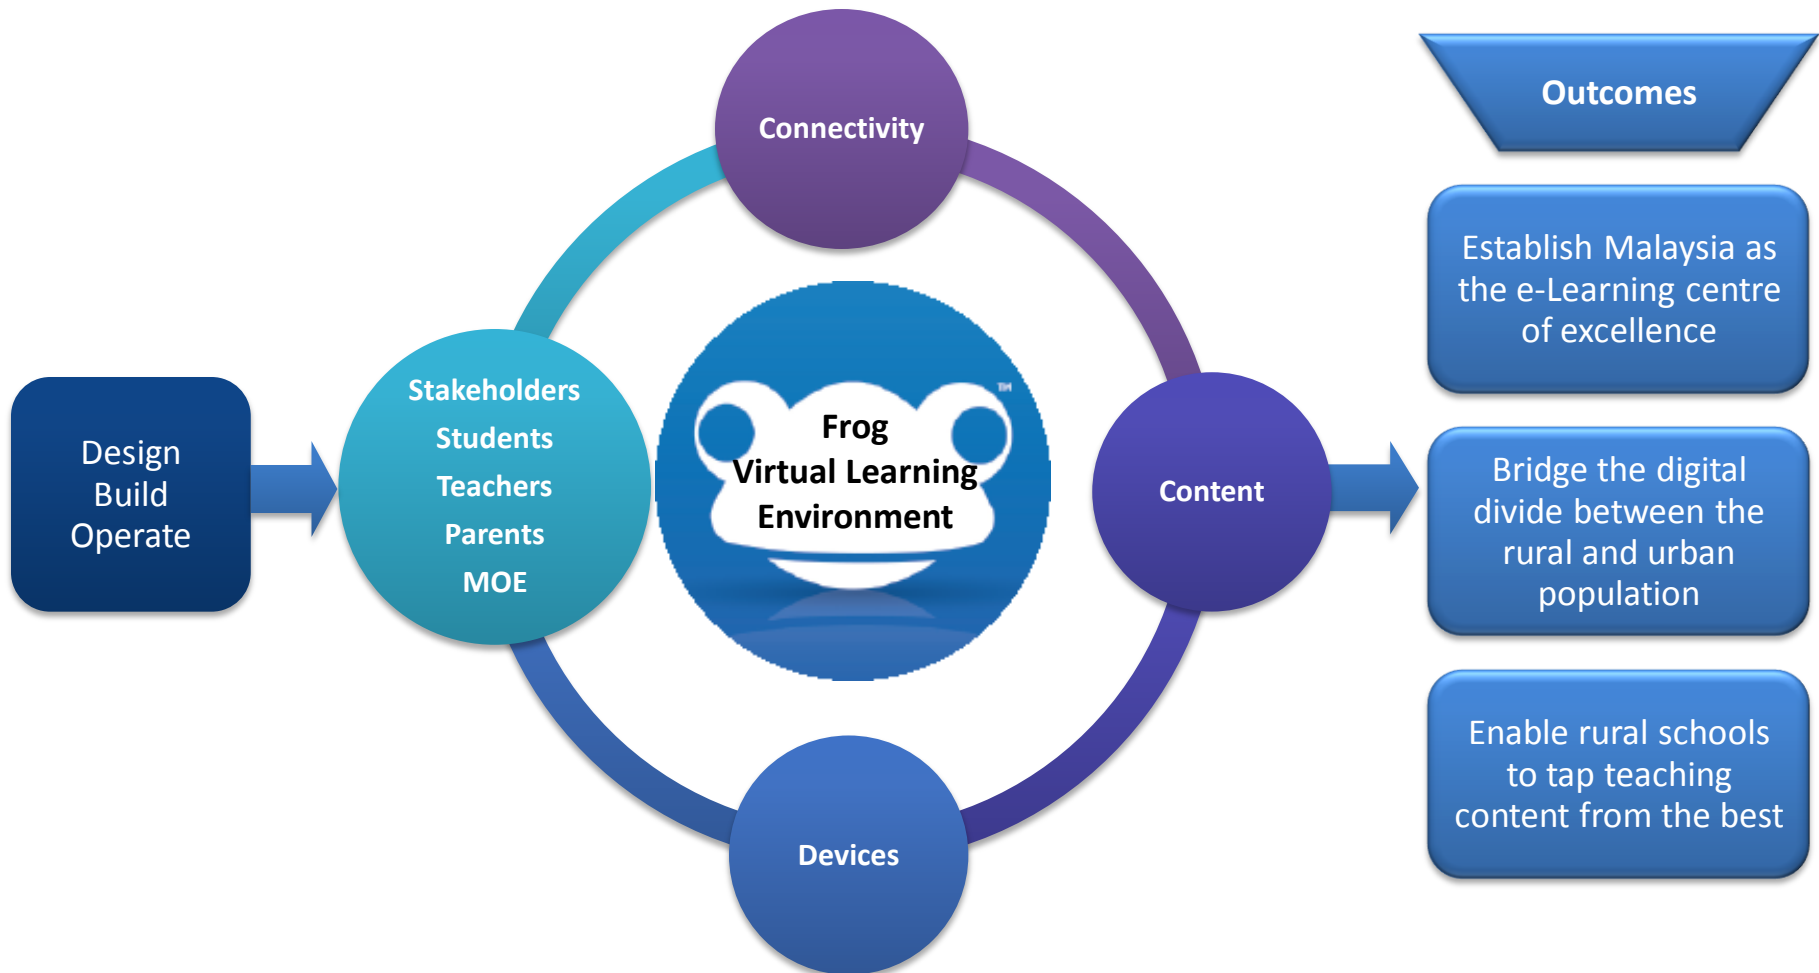 Connectivity
Outcomes
Establish Malaysia as
the e-Learning centre
of excellence
Design
Build
Operate
Stakeholders
Students
Teachers
Parents
MOE
TM
Frog
Virtual Learning
Environment
Content
Bridge the digital
divide between the
rural and urban
population
Devices
Enable rural schools
to tap teaching
content from the best